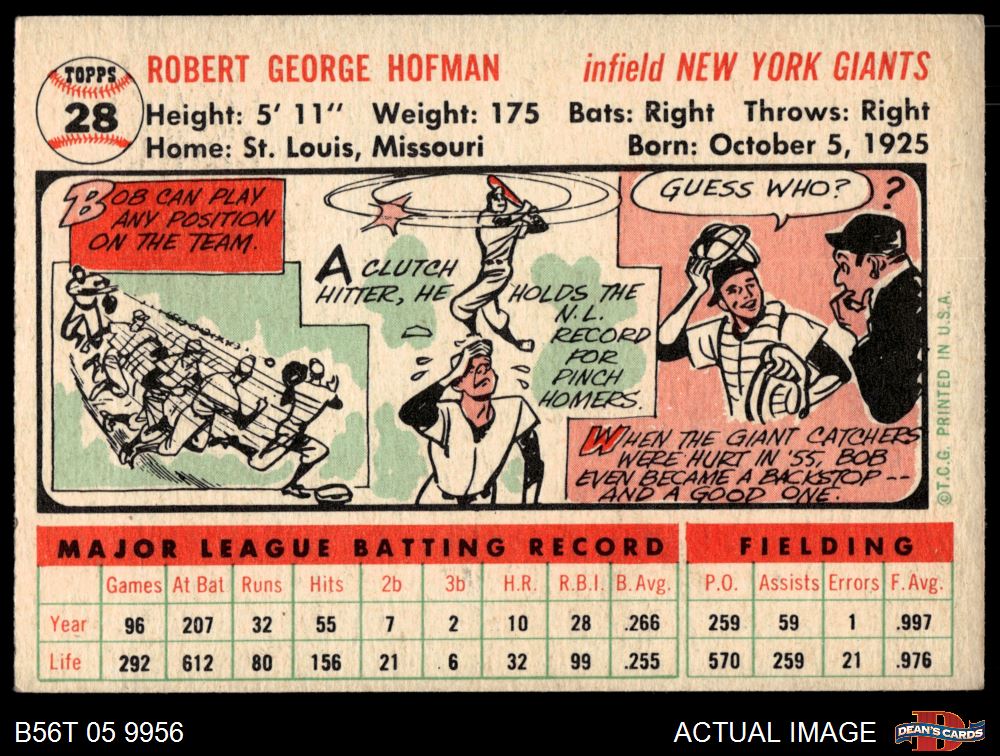 TOPPS
28
ROBERT GEORGE HOFMAN infield NEW YORK GIANTS
Height: 5' 11'' Weight: 175 Bats: Right Throws: Right
Home: St. Louis, Missouri Born: October 5, 1925
BOB CAN PLAY
ANY POSITION
ON THE TEAM.
A CLUTCH
HITTER, HE HOLDS THE
N.L.
RECORD
FOR
PINCH
HOMERS.
GUESS WHO? ?
WHEN THE GIANT CATCHERS
WERE HURT IN '55, BOB
EVEN BECAME A BACKSTOP --
AND A GOOD ONE.
©T.C.G. PRINTED IN U.S.A.
MAJOR LEAGUE BATTING RECORD FIELDING
Games At Bat Runs Hits 2b 3b H.R. R.B.I. B. Avg. P.O. Assists Errors F. Avg.
Year 96 207 32 55 7 2 10 28 .266 259 59 1 .997
Life 292 612 80 156 21 6 32 99 .255 570 259 21 .976
B56T 05 9956 ACTUAL IMAGE DEAN'S CARDS